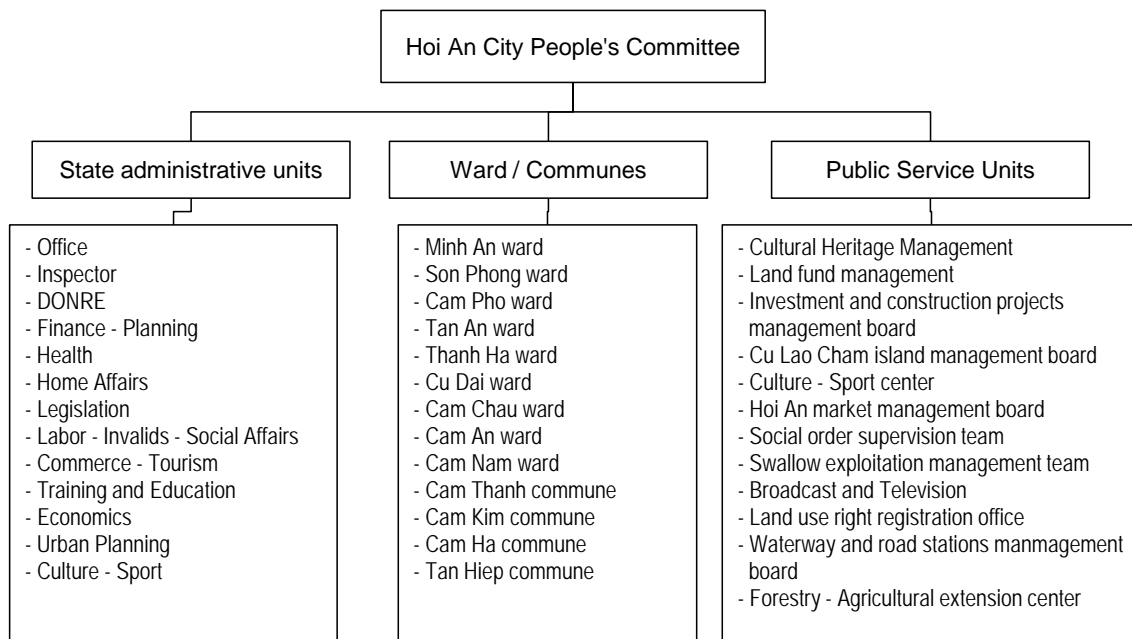 Hoi An City People's Committee
State administrative units
Ward / Communes
Public Service Units
- Office
- Inspector
- DONRE
- Finance - Planning
- Health
- Home Affairs
- Legislation
- Labor - Invalids - Social Affairs
- Commerce - Tourism
- Training and Education
- Economics
- Urban Planning
- Culture - Sport
- Minh An ward
- Son Phong ward
- Cam Pho ward
- Tan An ward
- Thanh Ha ward
- Cu Dai ward
- Cam Chau ward
- Cam An ward
- Cam Nam ward
- Cam Thanh commune
- Cam Kim commune
- Cam Ha commune
- Tan Hiep commune
- Cultural Heritage Management
- Land fund management
- Investment and construction projects
management board
- Cu Lao Cham island management board
- Culture - Sport center
- Hoi An market management board
- Social order supervision team
- Swallow exploitation management team
- Broadcast and Television
- Land use right registration office
- Waterway and road stations manmagement
board
- Forestry - Agricultural extension center